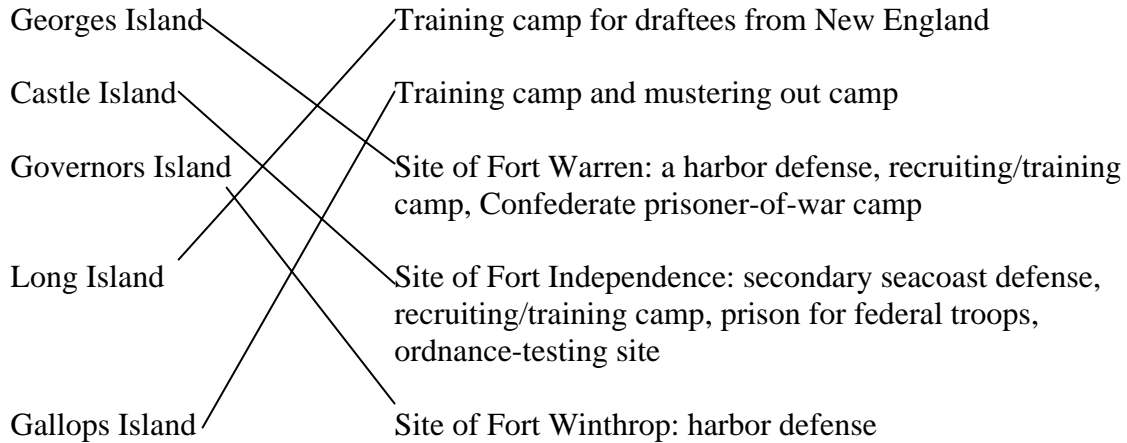 Georges Island Training camp for draftees from New England
Castle Island Training camp and mustering out camp
Governors Island Site of Fort Warren: a harbor defense, recruiting/training
camp, Confederate prisoner-of-war camp
Long Island Site of Fort Independence: secondary seacoast defense,
recruiting/training camp, prison for federal troops,
ordnance-testing site
Gallops Island Site of Fort Winthrop: harbor defense